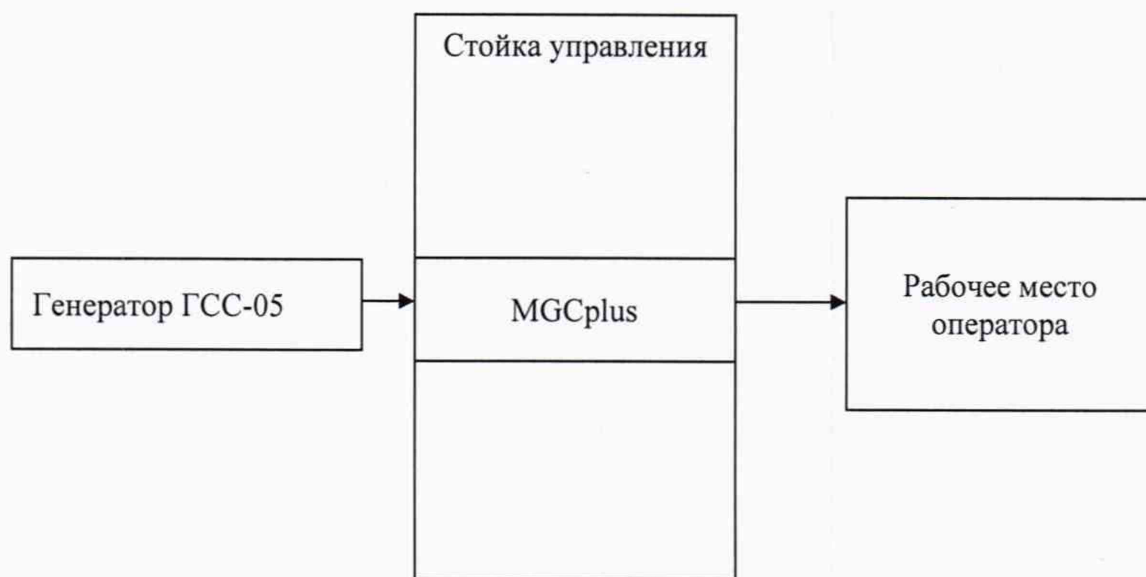 Стойка управления
Генератор ГСС-05
MGCplus
Рабочее место
оператора